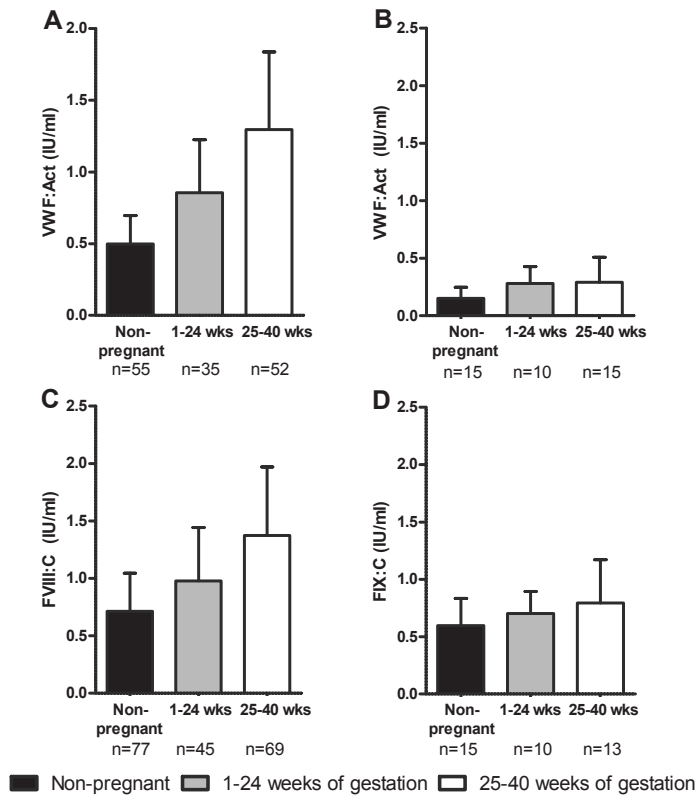 A
VWF:Act (IU/ml)
2.0
1.5
1.0
0.5
0.0
Non-
pregnant
1-24 wks
25-40 wks
n=55
n=35
n=52
B
VWF:Act (IU/ml)
2.5
2.0
1.5
1.0
0.5
0.0
Non-
pregnant
1-24 wks
25-40 wks
n=15
n=10
n=15
C
FVIII:C (IU/ml)
2.5
2.0
1.5
1.0
0.5
0.0
Non-
pregnant
1-24 wks
25-40 wks
n=77
n=45
n=69
D
FIX:C (IU/ml)
2.5
2.0
1.5
1.0
0.5
0.0
Non-
pregnant
1-24 wks
25-40 wks
n=15
n=10
n=13
Non-pregnant
1-24 weeks of gestation
25-40 weeks of gestation